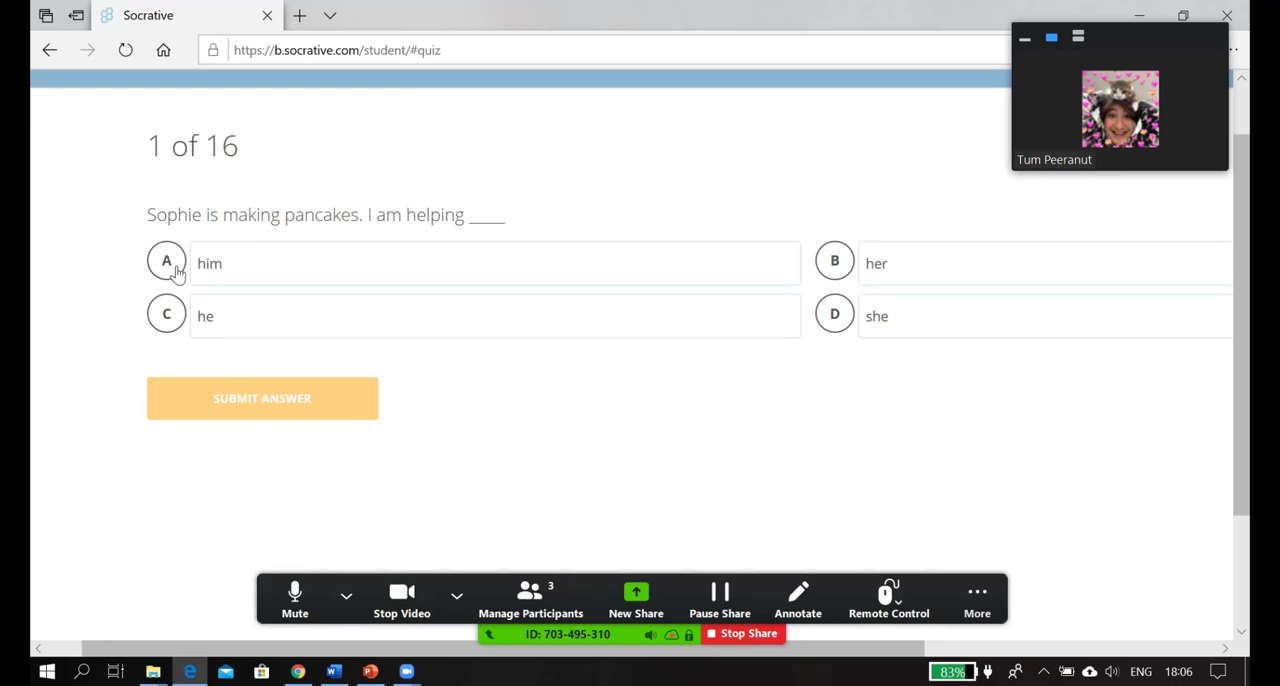 Socrative
https://b.socrative.com/student/#quiz
Tum Peeranut
1 of 16
Sophie is making pancakes. I am helping _____
A him
B her
C he
D she
SUBMIT ANSWER
Mute
Stop Video
3
Manage Participants
New Share
Pause Share
Annotate
Remote Control
More
ID: 703-495-310
Stop Share
83%
ENG
18:06